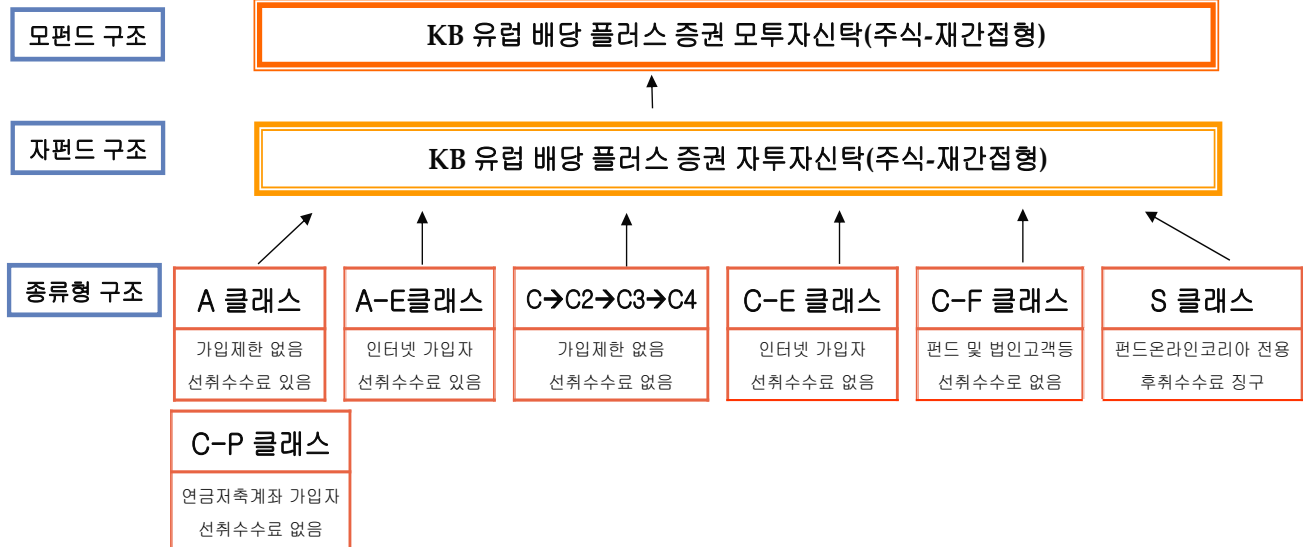 모펀드 구조
KB 유럽 배당 플러스 증권 모투자신탁(주식-재간접형)
자펀드 구조
KB 유럽 배당 플러스 증권 자투자신탁(주식-재간접형)
종류형 구조
A 클래스
가입제한 없음
선취수수료 있음
A-E클래스
인터넷 가입자
선취수수료 있음
C→C2→C3→C4
가입제한 없음
선취수수료 없음
C-E 클래스
인터넷 가입자
선취수수료 없음
C-F 클래스
펀드 및 법인고객등
선취수수로 없음
S 클래스
펀드온라인코리아 전용
후취수수료 징구
C-P 클래스
연금저축계좌 가입자
선취수수료 없음